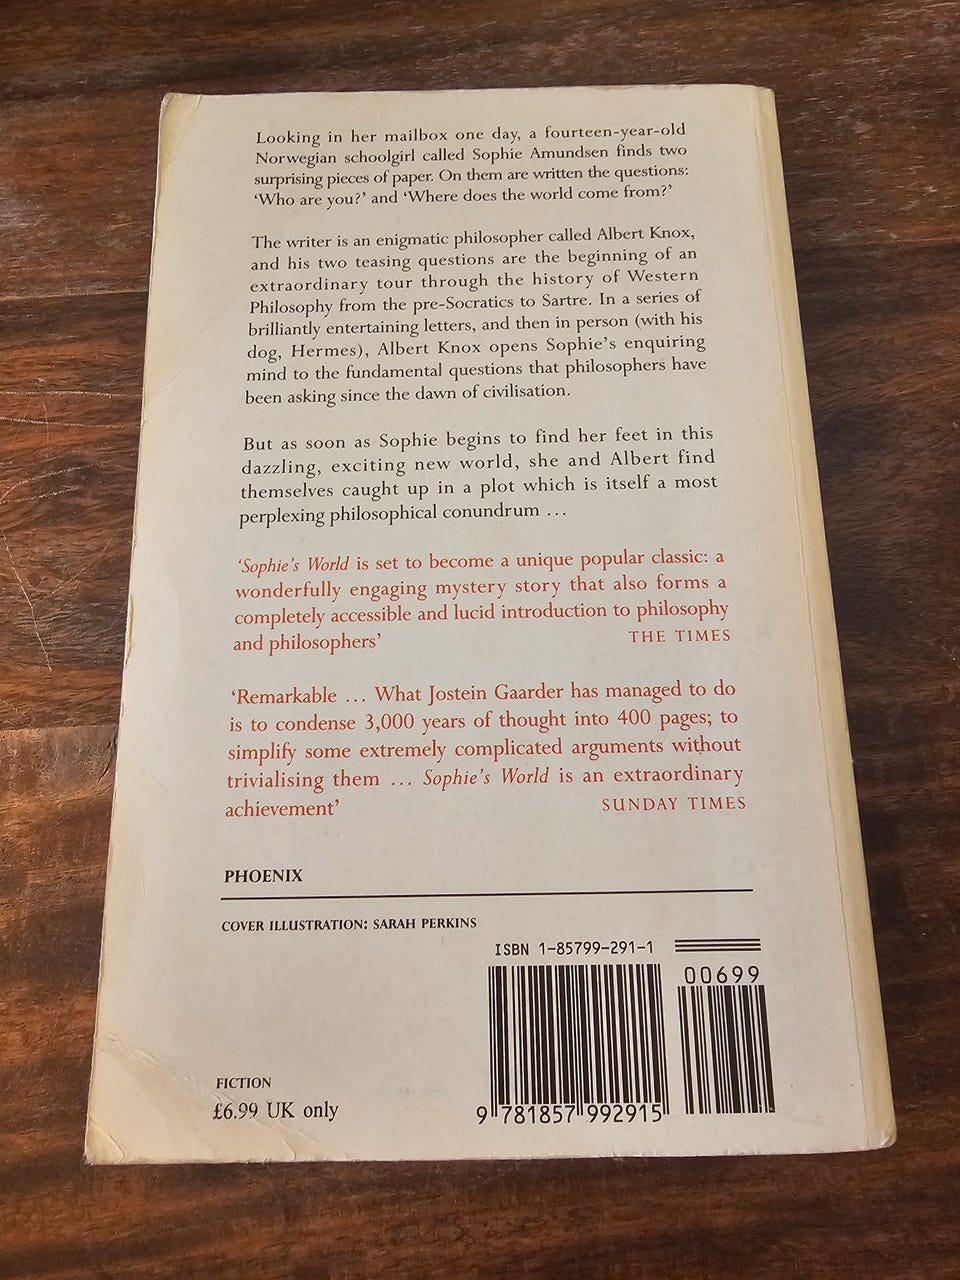 Looking in her mailbox one day, a fourteen-year-old
Norwegian schoolgirl called Sophie Amundsen finds two
surprising pieces of paper. On them are written the questions:
‘Who are you?’ and ‘Where does the world come from?’
The writer is an enigmatic philosopher called Albert Knox,
and his two teasing questions are the beginning of an
extraordinary tour through the history of Western
Philosophy from the pre-Socratics to Sartre. In a series of
brilliantly entertaining letters, and then in person (with his
dog, Hermes), Albert Knox opens Sophie’s enquiring
mind to the fundamental questions that philosophers have
been asking since the dawn of civilisation.
But as soon as Sophie begins to find her feet in this
dazzling, exciting new world, she and Albert find
themselves caught up in a plot which is itself a most
perplexing philosophical conundrum …
‘Sophie’s World is set to become a unique popular classic: a
wonderfully engaging mystery story that also forms a
completely accessible and lucid introduction to philosophy
and philosophers’ THE TIMES
‘Remarkable … What Jostein Gaarder has managed to do
is to condense 3,000 years of thought into 400 pages; to
simplify some extremely complicated arguments without
trivialising them … Sophie’s World is an extraordinary
achievement’ SUNDAY TIMES
PHOENIX
COVER ILLUSTRATION: SARAH PERKINS
ISBN 1-85799-291-1
00699
FICTION
£6.99 UK only
9 781857 992915